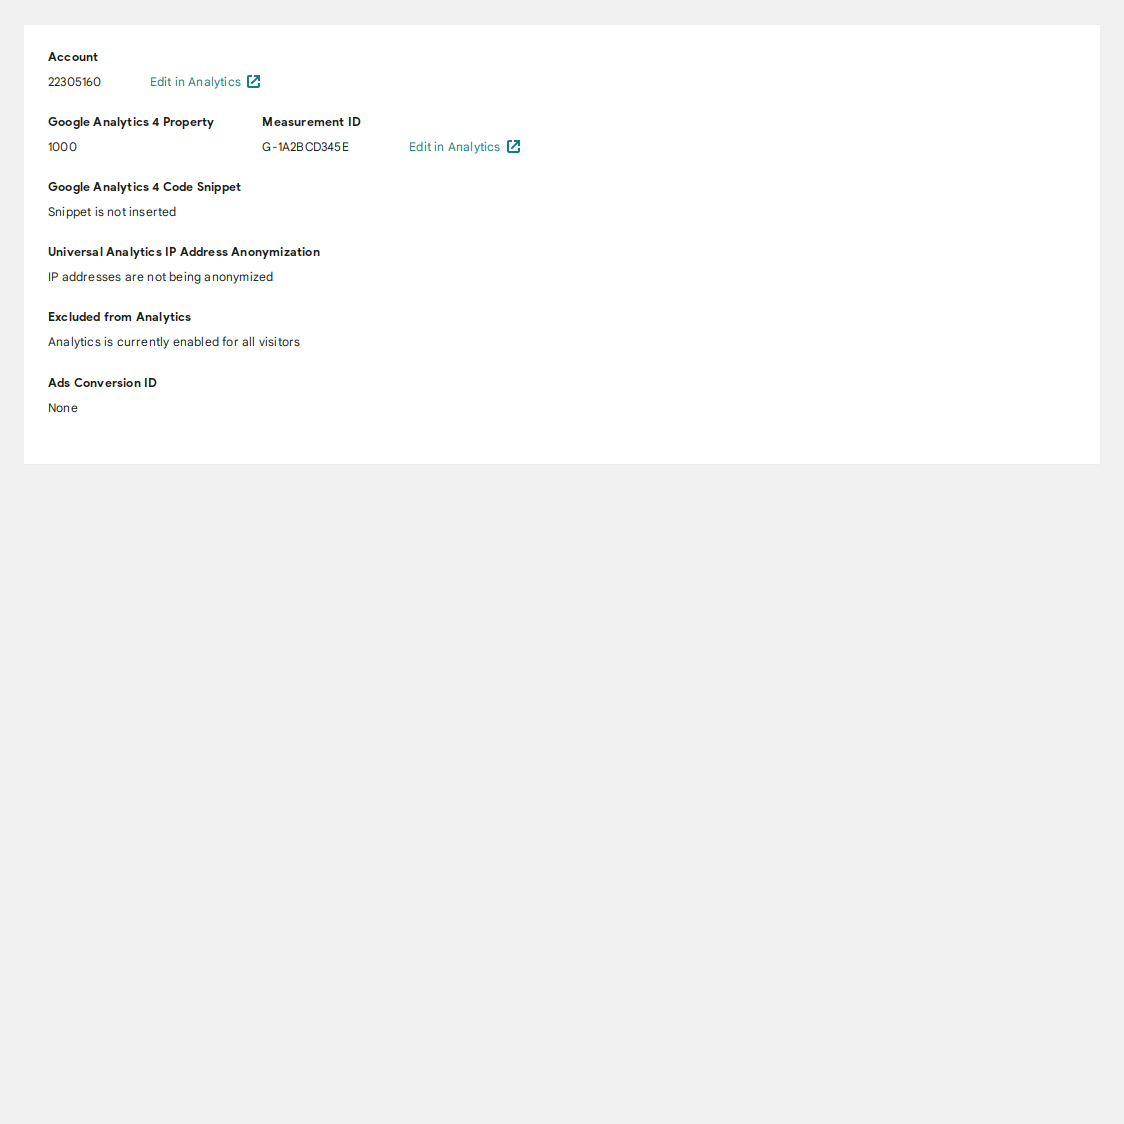 Account
22305160 Edit in Analytics
Google Analytics 4 Property Measurement ID
1000 G-1A2BCD345E Edit in Analytics
Google Analytics 4 Code Snippet
Snippet is not inserted
Universal Analytics IP Address Anonymization
IP addresses are not being anonymized
Excluded from Analytics
Analytics is currently enabled for all visitors
Ads Conversion ID
None